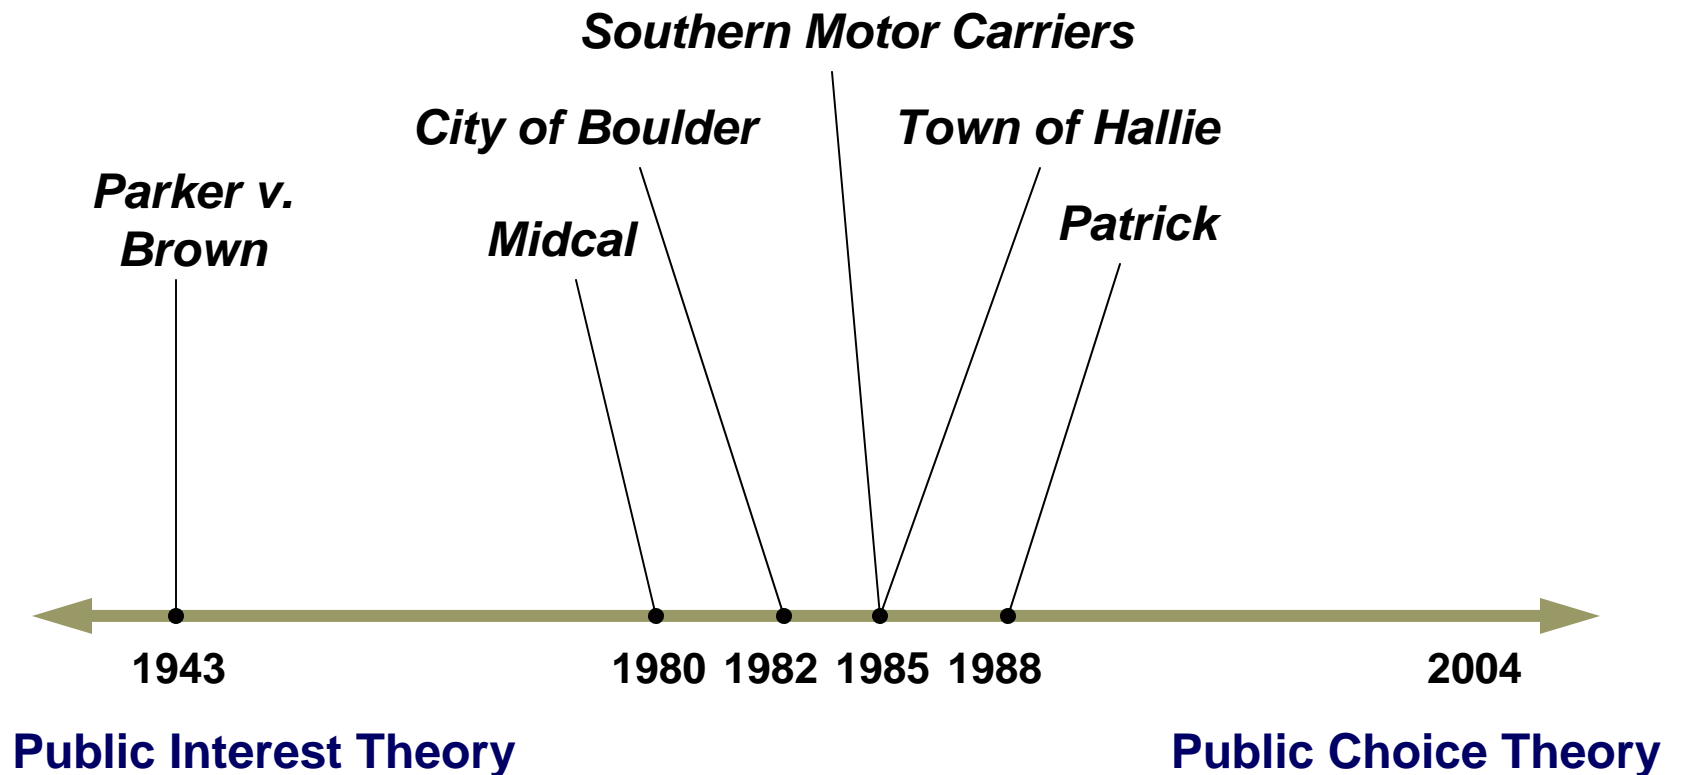 Southern Motor Carriers
City of Boulder
Town of Hallie
Parker v.
Brown
Midcal
Patrick
1943
1980
1982
1985
1988
2004
Public Interest Theory
Public Choice Theory